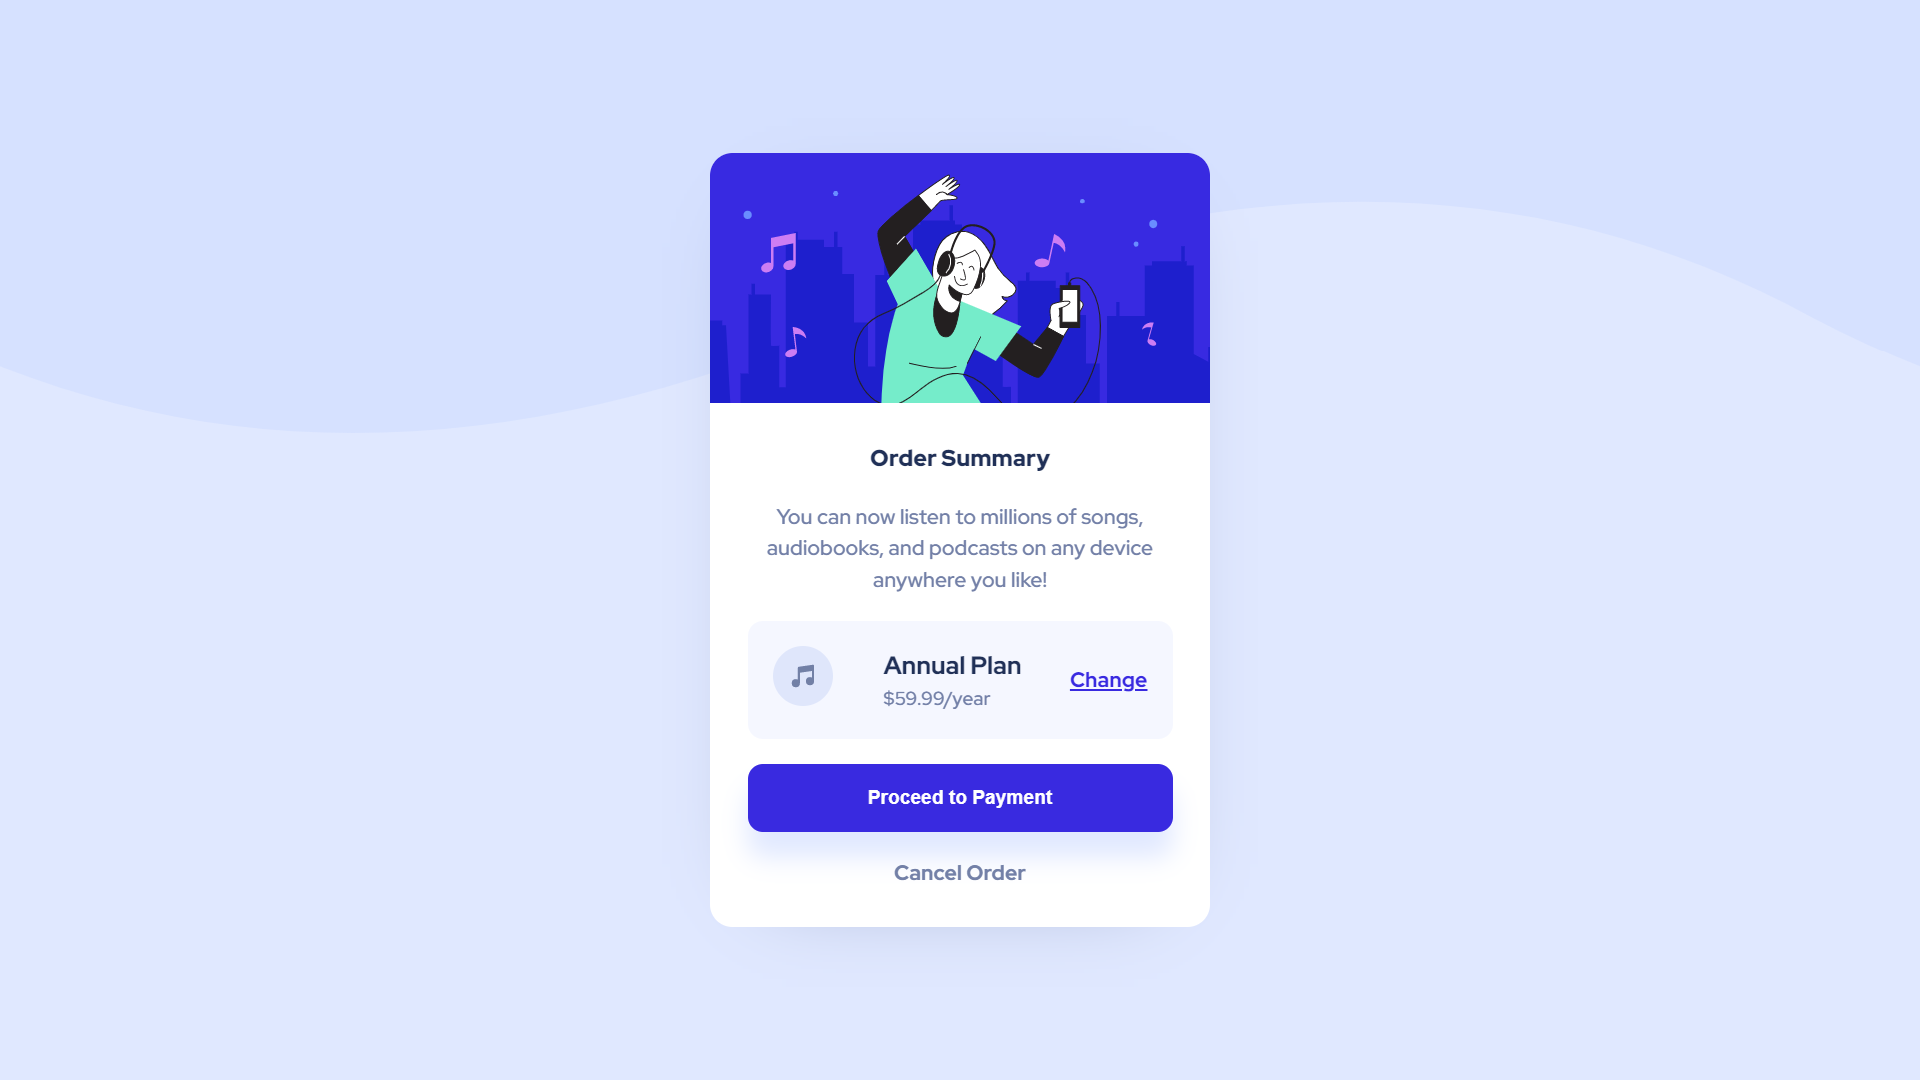 Order Summary
You can now listen to millions of songs,
audiobooks, and podcasts on any device
anywhere you like!
Annual Plan
$59.99/year
Change
Proceed to Payment
Cancel Order